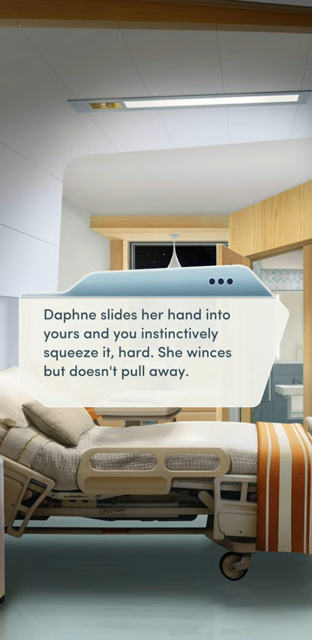 Daphne slides her hand into
yours and you instinctively
squeeze it, hard. She winces
but doesn't pull away.